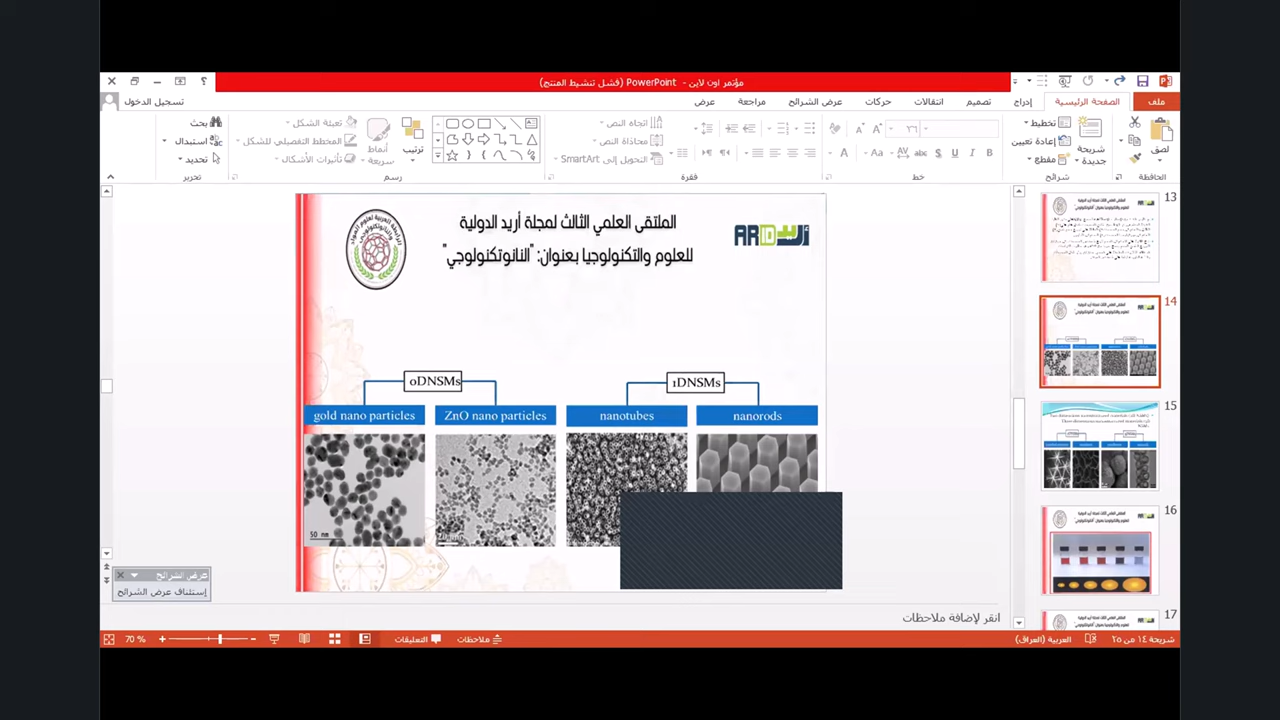 مؤتمر اون لاين - PowerPoint (فشل تنشيط المنتج)
ملف
الصفحة الرئيسية
إدراج
تصميم
انتقالات
حركات
عرض الشرائح
مراجعة
عرض
تسجيل الدخول
لصق
الحافظة
شريحة جديدة
تخطيط
إعادة تعيين
مقطع
شرائح
خط
اتجاه النص
محاذاة النص
التحويل إلى SmartArt
فقرة
ترتيب
أنماط سريعة
تعبئة الشكل
المخطط التفصيلي للشكل
تأثيرات الأشكال
رسم
بحث
استبدال
تحديد
تحرير
الملتقى العلمي الثالث لمجلة أريد الدولية
للعلوم والتكنولوجيا بعنوان: "النانوتكنولوجي"
ARID
أريد
0DNSMs
1DNSMs
gold nano particles
ZnO nano particles
nanotubes
nanorods
50 nm
13
14
15
16
17
عرض الشرائح
إستئناف عرض الشرائح
انقر لإضافة ملاحظات
شريحة ١٤ من ٢٥
العربية (العراق)
ملاحظات
التعليقات
70 %